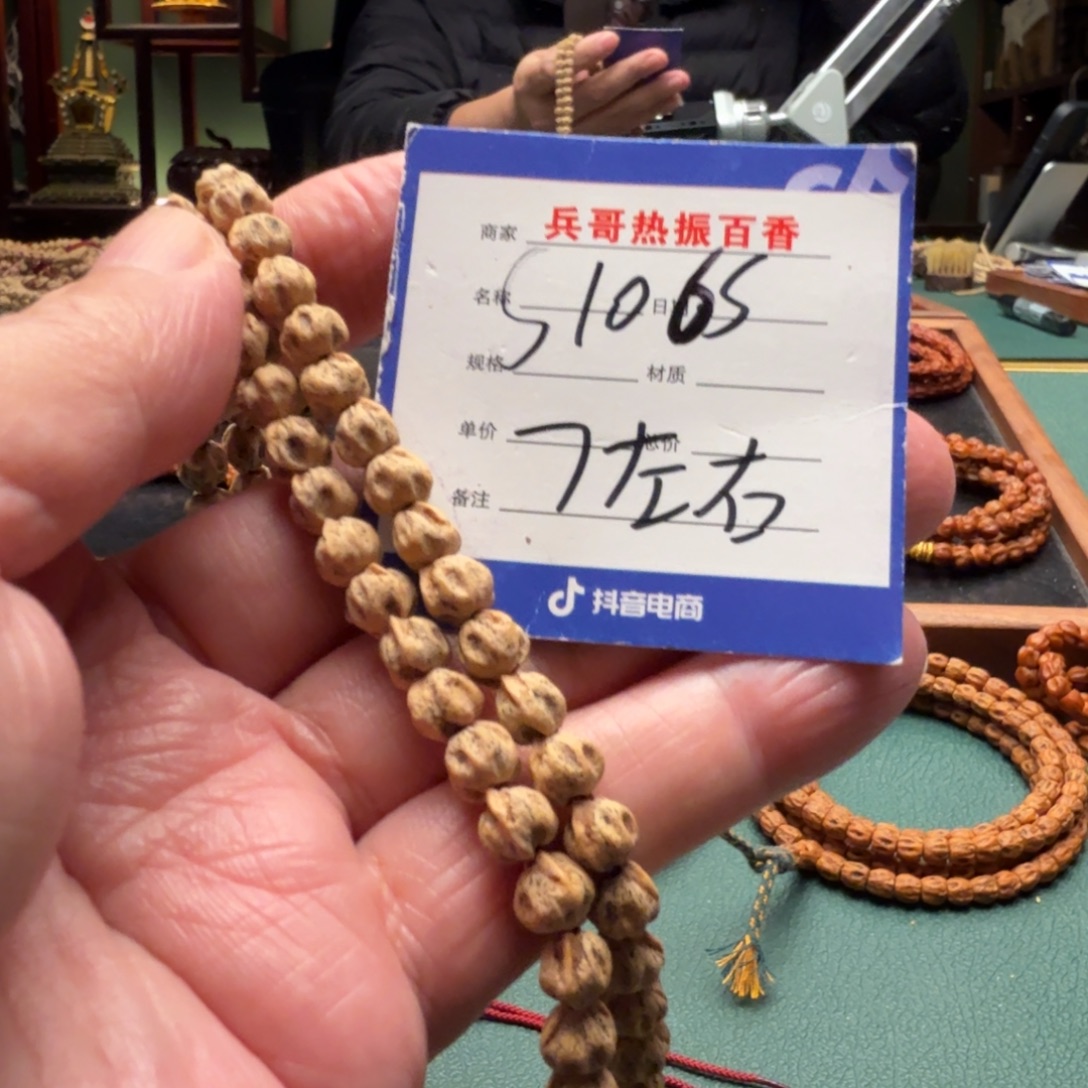 商家 兵哥热振百香
名称 S1065 日期
规格 材质
单价 总价
7左右
备注
抖音电商